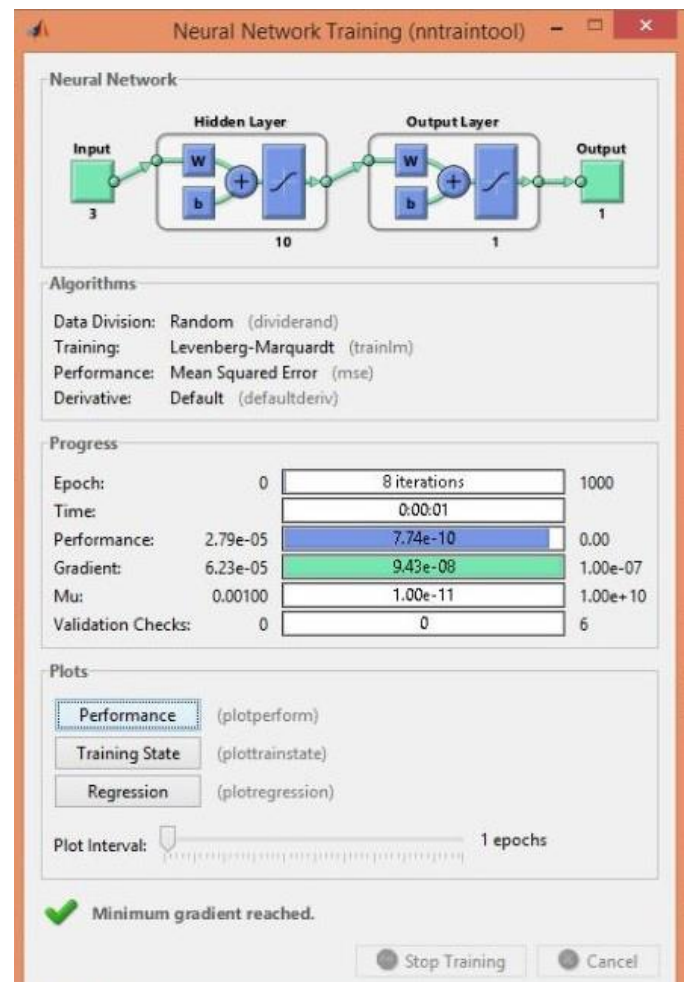 Neural Network Training (nntraintool)
Neural Network
Hidden Layer Output Layer
Input Output
W W
b b
3 10 1 1
Algorithms
Data Division: Random (dividerand)
Training: Levenberg-Marquardt (trainlm)
Performance: Mean Squared Error (mse)
Derivative: Default (defaultderiv)
Progress
Epoch: 0 8 iterations 1000
Time: 0:00:01
Performance: 2.79e-05 7.74e-10 0.00
Gradient: 6.23e-05 9.43e-08 1.00e-07
Mu: 0.00100 1.00e-11 1.00e+10
Validation Checks: 0 0 6
Plots
Performance (plotperform)
Training State (plottrainstate)
Regression (plotregression)
Plot Interval: 1 epochs
Minimum gradient reached.
Stop Training Cancel